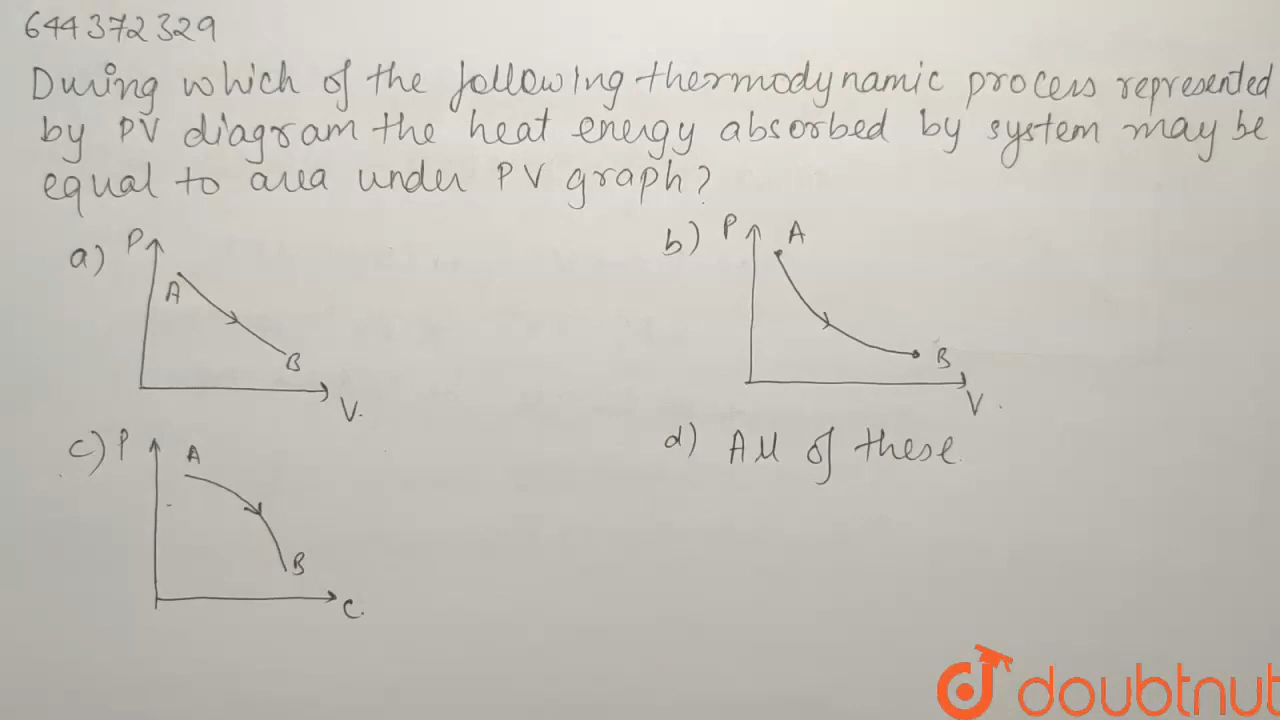 644372329
During which of the following thermodynamic process represented
by PV diagram the heat energy absorbed by system may be
equal to area under PV graph?
a) P A B V.
b) P A B V.
c) P A B C.
d) All of these.
doubtnut